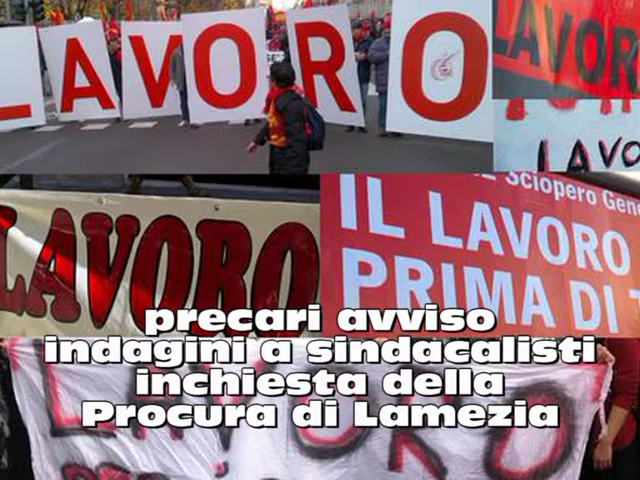 LAVORO
LAVOR
LAVO
LAVORO
Sciopero Gene
IL LAVORO
PRIMA DI T
precari avviso
indagini a sindacalisti
inchiesta della
Procura di Lamezia
LAVORO